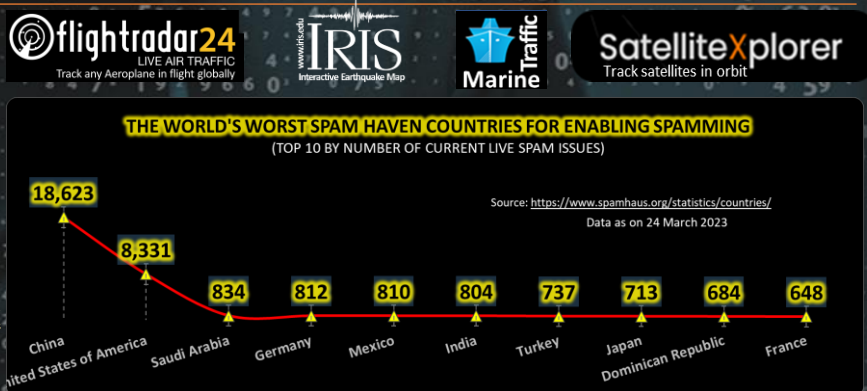 flightradar24
LIVE AIR TRAFFIC
Track any Aeroplane in flight globally
www.iris.edu
IRIS
Interactive Earthquake Map
Marine Traffic
SatelliteXplorer
Track satellites in orbit
THE WORLD'S WORST SPAM HAVEN COUNTRIES FOR ENABLING SPAMMING
(TOP 10 BY NUMBER OF CURRENT LIVE SPAM ISSUES)
Source: https://www.spamhaus.org/statistics/countries/
Data as on 24 March 2023
18,623
8,331
834
812
810
804
737
713
684
648
China
nited States of America
Saudi Arabia
Germany
Mexico
India
Turkey
Japan
Dominican Republic
France